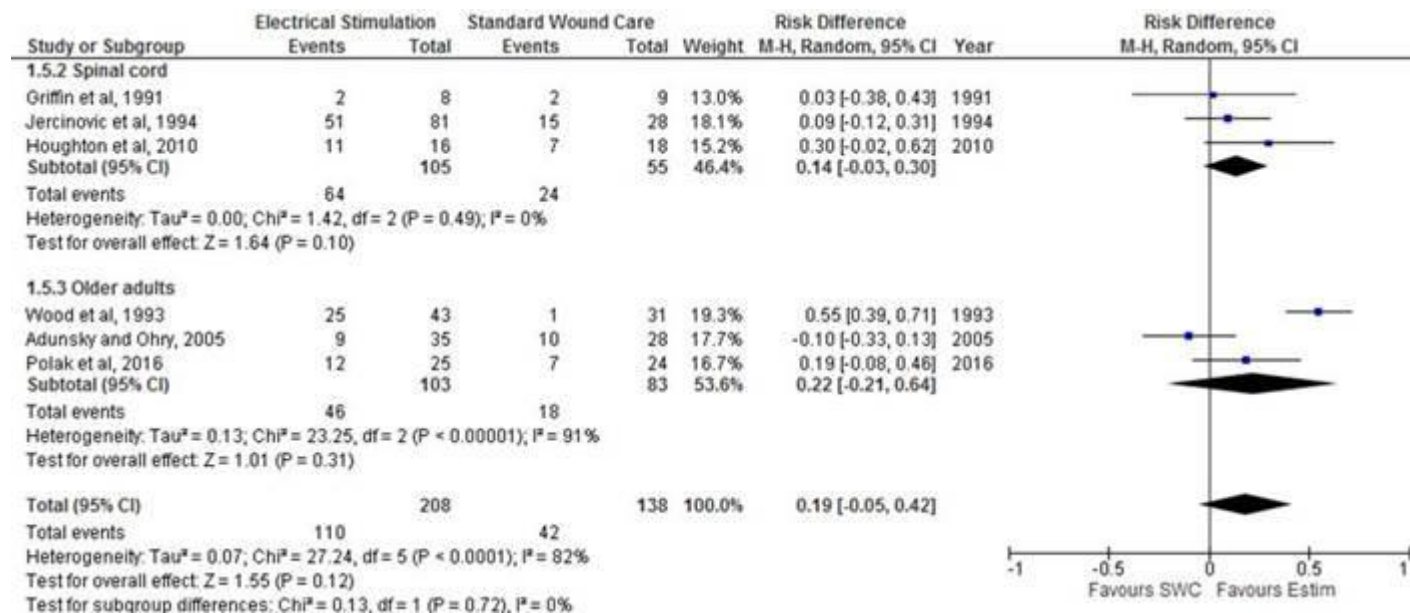 Electrical Stimulation Standard Wound Care Risk Difference Risk Difference
Study or Subgroup Events Total Events Total Weight M-H, Random, 95% CI Year M-H, Random, 95% CI
1.5.2 Spinal cord
Griffin et al, 1991 2 8 2 9 13.0% 0.03 [-0.38, 0.43] 1991
Jercinovic et al, 1994 51 81 15 28 18.1% 0.09 [-0.12, 0.31] 1994
Houghton et al, 2010 11 16 7 18 15.2% 0.30 [-0.02, 0.62] 2010
Subtotal (95% CI) 105 55 46.4% 0.14 [-0.03, 0.30]
Total events 64 24
Heterogeneity: Tau² = 0.00; Chi² = 1.42, df = 2 (P = 0.49); I² = 0%
Test for overall effect: Z = 1.64 (P = 0.10)
1.5.3 Older adults
Wood et al, 1993 25 43 1 31 19.3% 0.55 [0.39, 0.71] 1993
Adunsky and Ohry, 2005 9 35 10 28 17.7% -0.10 [-0.33, 0.13] 2005
Polak et al, 2016 12 25 7 24 16.7% 0.19 [-0.08, 0.46] 2016
Subtotal (95% CI) 103 83 53.6% 0.22 [-0.21, 0.64]
Total events 46 18
Heterogeneity: Tau² = 0.13; Chi² = 23.25, df = 2 (P < 0.00001); I² = 91%
Test for overall effect: Z = 1.01 (P = 0.31)
Total (95% CI) 208 138 100.0% 0.19 [-0.05, 0.42]
Total events 110 42
Heterogeneity: Tau² = 0.07; Chi² = 27.24, df = 5 (P < 0.0001); I² = 82%
Test for overall effect: Z = 1.55 (P = 0.12)
Test for subgroup differences: Chi² = 0.13, df = 1 (P = 0.72), I² = 0%
-1 -0.5 0 0.5 1
Favours SWC Favours Estim